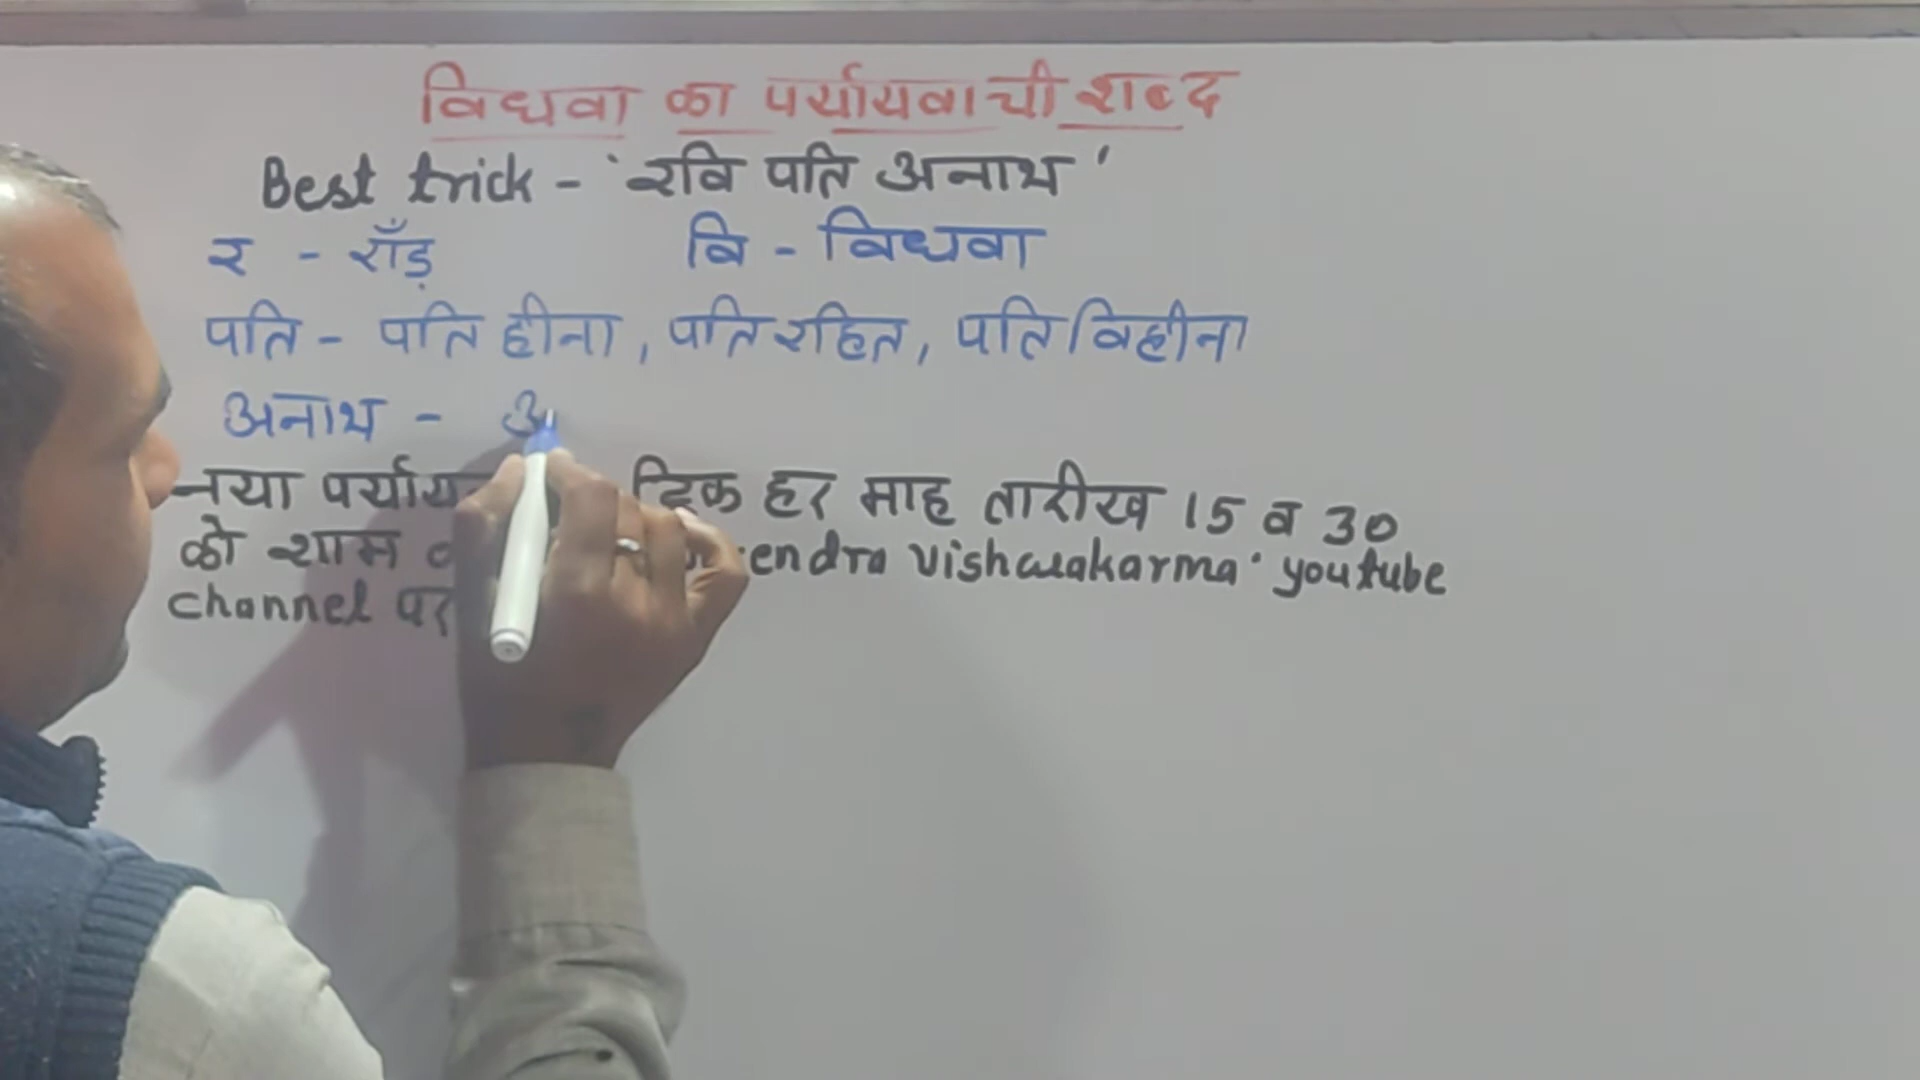 विधवा का पर्यायवाची शब्द
Best trick - 'रवि पति अनाथ'
र - राँड़ वि - विधवा
पति - पति हीना, पति रहित, पति विहीना
अनाथ - अ
नया पर्याय ट्रिक हर माह तारीख 15 व 30
को शाम endra vishwakarma' youtube
channel पर